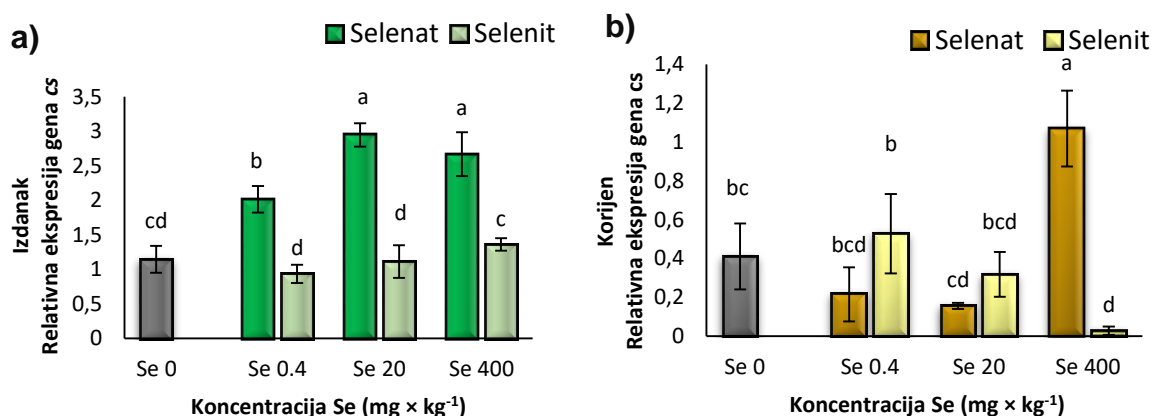 a)
Selenat Selenit
Izdanak
Relativna ekspresija gena cs
3,5
3
2,5
2
1,5
1
0,5
0
cd
b
d
a
d
a
c
Se 0 Se 0.4 Se 20 Se 400
Koncentracija Se (mg × kg⁻¹)
b)
Selenat Selenit
Korijen
Relativna ekspresija gena cs
1,4
1,2
1
0,8
0,6
0,4
0,2
0
bc
bcd
b
cd
bcd
a
d
Se 0 Se 0.4 Se 20 Se 400
Koncentracija Se (mg × kg⁻¹)